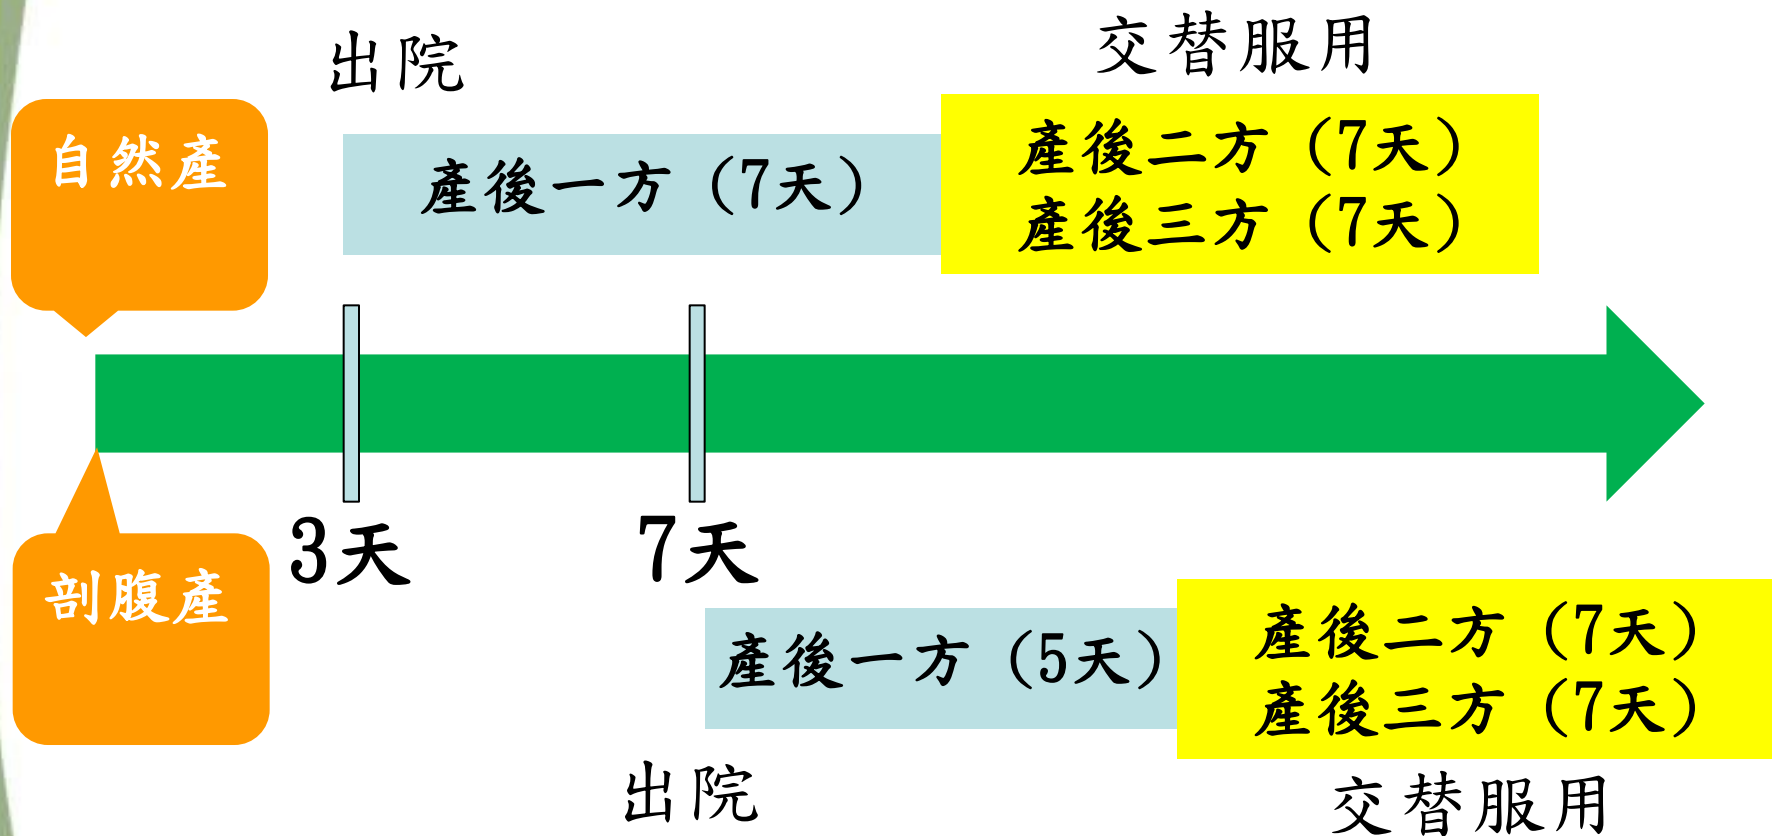 出院
交替服用
自然產
產後一方（7天）
產後二方（7天）
產後三方（7天）
3天
7天
剖腹產
產後一方（5天）
產後二方（7天）
產後三方（7天）
出院
交替服用